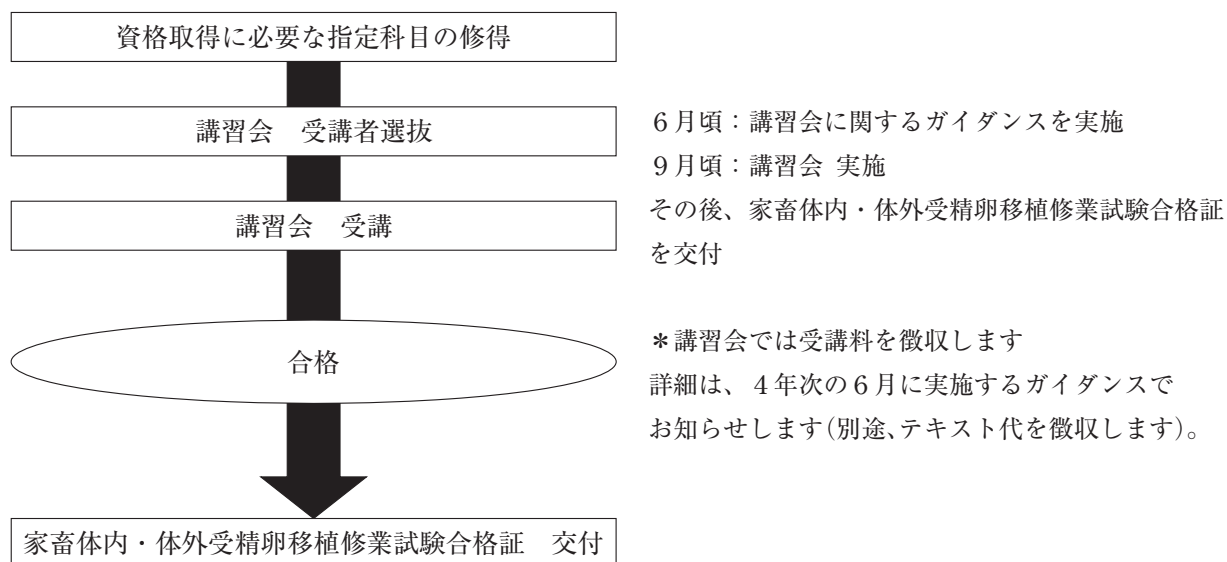 資格取得に必要な指定科目の修得
講習会　受講者選抜
講習会　受講
合格
家畜体内・体外受精卵移植修業試験合格証　交付
６月頃：講習会に関するガイダンスを実施
９月頃：講習会 実施
その後、家畜体内・体外受精卵移植修業試験合格証
を交付
＊講習会では受講料を徴収します
詳細は、４年次の６月に実施するガイダンスで
お知らせします（別途、テキスト代を徴収します）。